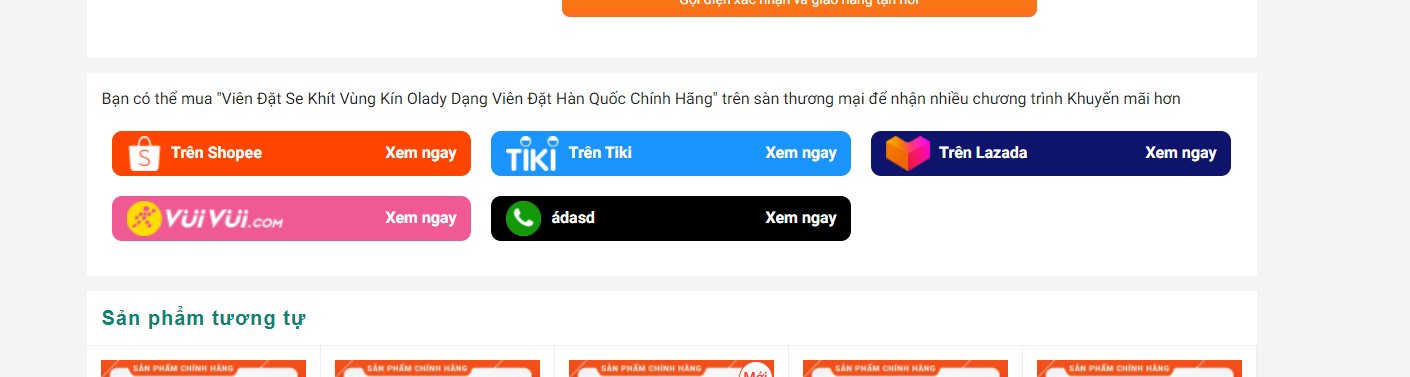 Gọi điện xác nhận và giao hàng tận nơi
Bạn có thể mua "Viên Đặt Se Khít Vùng Kín Olady Dạng Viên Đặt Hàn Quốc Chính Hãng" trên sàn thương mại để nhận nhiều chương trình Khuyến mãi hơn
S Trên Shopee Xem ngay
TIKI Trên Tiki Xem ngay
Trên Lazada Xem ngay
VUIVUI.COM Xem ngay
ádasd Xem ngay
Sản phẩm tương tự
SẢN PHẨM CHÍNH HÃNG
SẢN PHẨM CHÍNH HÃNG
SẢN PHẨM CHÍNH HÃNG
Mới
SẢN PHẨM CHÍNH HÃNG
SẢN PHẨM CHÍNH HÃNG